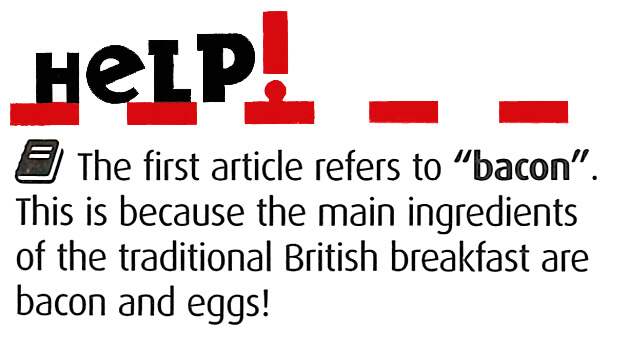 HeLP!
The first article refers to “bacon”.
This is because the main ingredients
of the traditional British breakfast are
bacon and eggs!